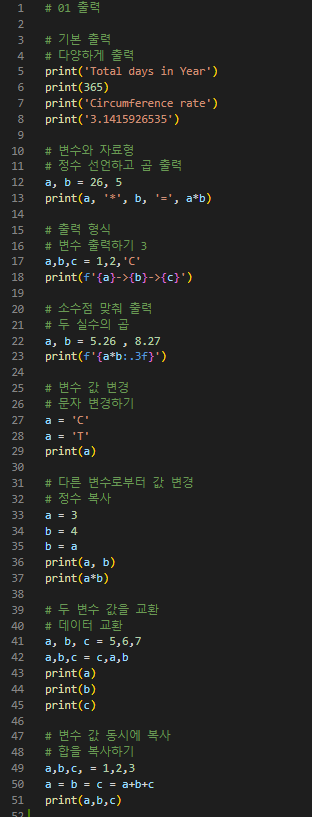 1 # 01 출력
2
3 # 기본 출력
4 # 다양하게 출력
5 print('Total days in Year')
6 print(365)
7 print('Circumference rate')
8 print('3.1415926535')
9
10 # 변수와 자료형
11 # 정수 선언하고 곱 출력
12 a, b = 26, 5
13 print(a, '*', b, '=', a*b)
14
15 # 출력 형식
16 # 변수 출력하기 3
17 a,b,c = 1,2,'C'
18 print(f'{a}->{b}->{c}')
19
20 # 소수점 맞춰 출력
21 # 두 실수의 곱
22 a, b = 5.26 , 8.27
23 print(f'{a*b:.3f}')
24
25 # 변수 값 변경
26 # 문자 변경하기
27 a = 'C'
28 a = 'T'
29 print(a)
30
31 # 다른 변수로부터 값 변경
32 # 정수 복사
33 a = 3
34 b = 4
35 b = a
36 print(a, b)
37 print(a*b)
38
39 # 두 변수 값을 교환
40 # 데이터 교환
41 a, b, c = 5,6,7
42 a,b,c = c,a,b
43 print(a)
44 print(b)
45 print(c)
46
47 # 변수 값 동시에 복사
48 # 합을 복사하기
49 a,b,c, = 1,2,3
50 a = b = c = a+b+c
51 print(a,b,c)
52